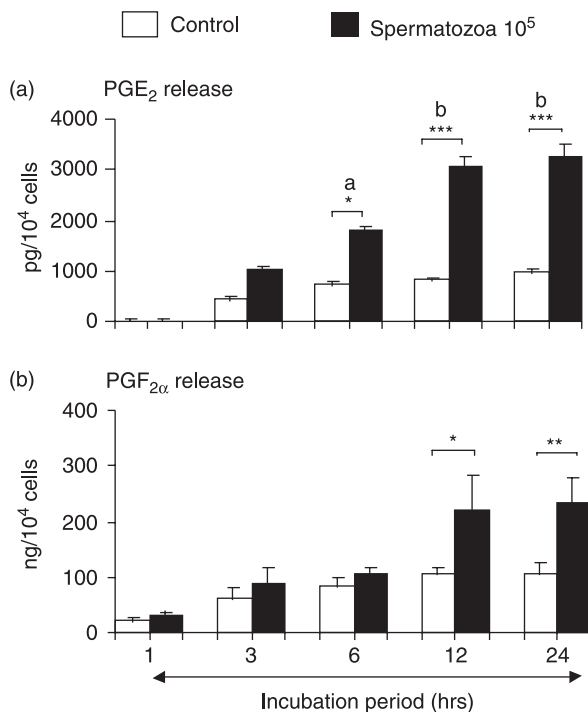 Control Spermatozoa 10⁵
(a) PGE₂ release
4000
3000
2000
1000
0
pg/10⁴ cells
a
*
b
***
b
***
(b) PGF₂α release
400
300
200
100
0
ng/10⁴ cells
*
**
1 3 6 12 24
Incubation period (hrs)